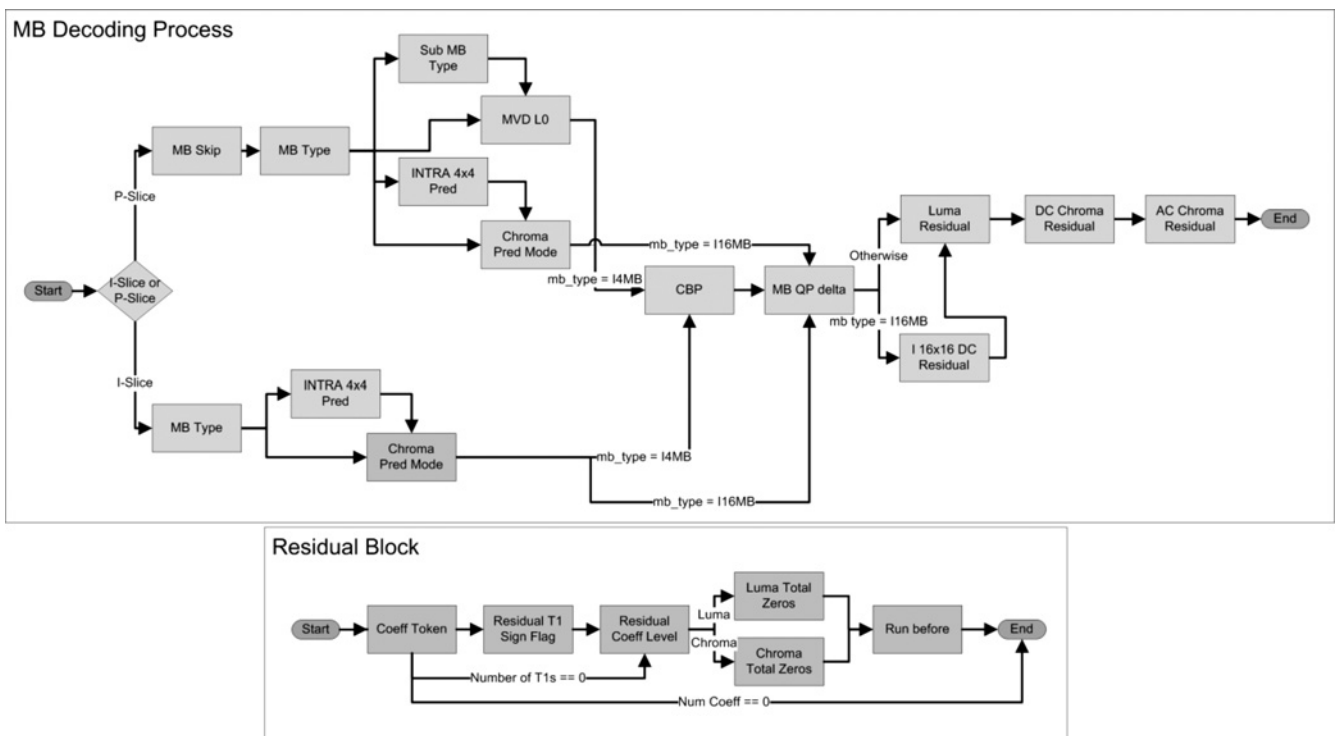 MB Decoding Process
Sub MB
Type
MVD L0
MB Skip
MB Type
INTRA 4x4
Pred
P-Slice
Chroma
Pred Mode
mb_type = I16MB
Luma
Residual
DC Chroma
Residual
AC Chroma
Residual
End
Otherwise
Start
I-Slice or
P-Slice
mb_type = I4MB
CBP
MB QP delta
mb type = I16MB
I 16x16 DC
Residual
I-Slice
INTRA 4x4
Pred
MB Type
Chroma
Pred Mode
mb_type = I4MB
mb_type = I16MB
Residual Block
Start
Coeff Token
Residual T1
Sign Flag
Residual
Coeff Level
Luma
Chroma
Luma Total
Zeros
Chroma
Total Zeros
Run before
End
Number of T1s == 0
Num Coeff == 0